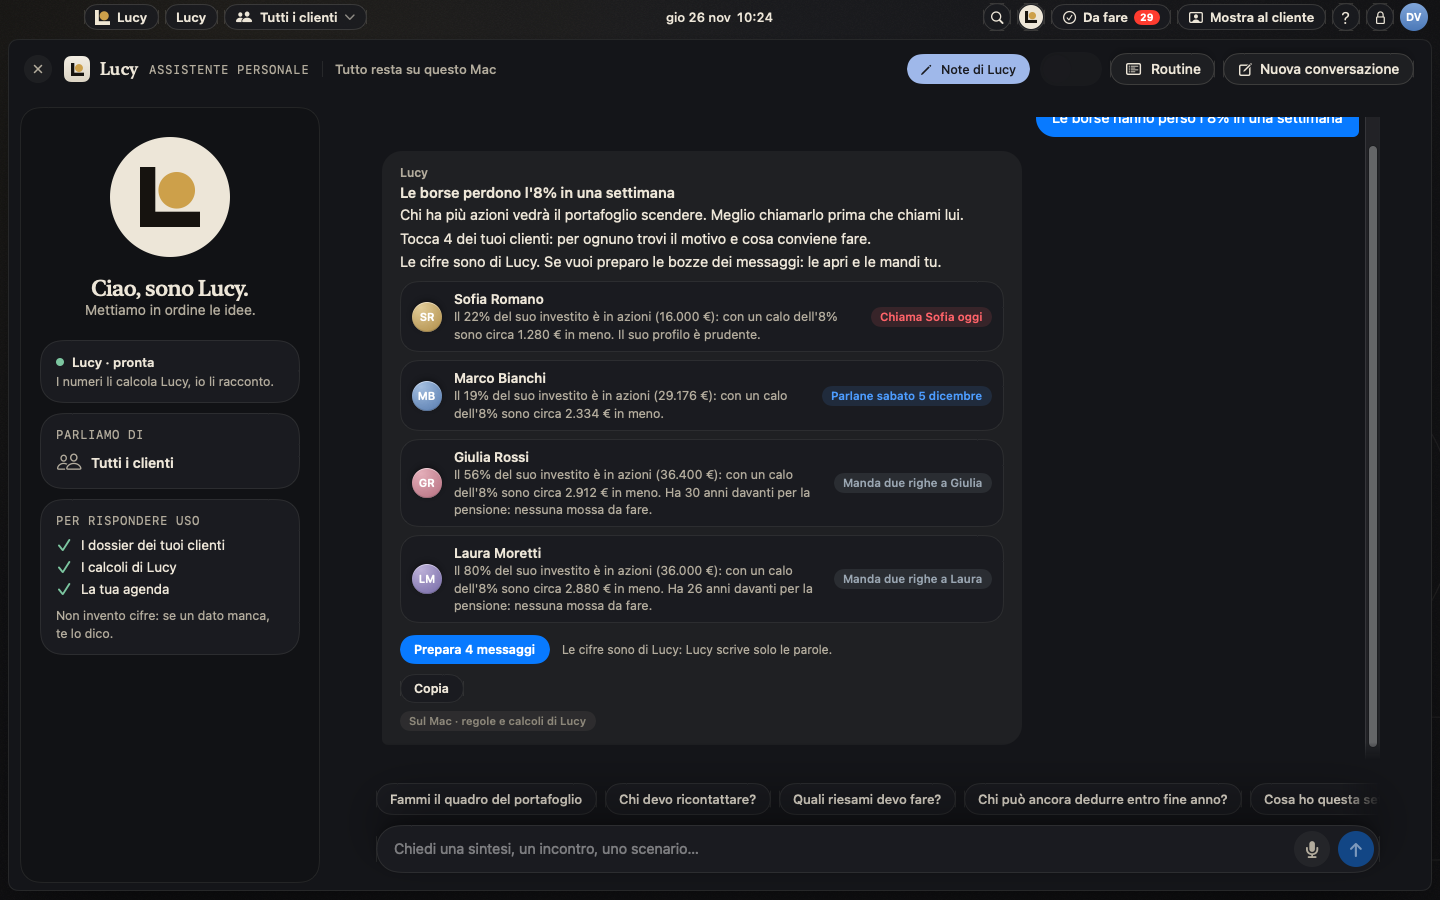 Lucy
Lucy
Tutti i clienti
gio 26 nov 10:24
Da fare 29
Mostra al cliente
?
DV
Lucy ASSISTENTE PERSONALE
Tutto resta su questo Mac
Note di Lucy
Routine
Nuova conversazione
Ciao, sono Lucy.
Mettiamo in ordine le idee.
Lucy · pronta
I numeri li calcola Lucy, io li racconto.
PARLIAMO DI
Tutti i clienti
PER RISPONDERE USO
I dossier dei tuoi clienti
I calcoli di Lucy
La tua agenda
Non invento cifre: se un dato manca,
te lo dico.
Le borse hanno perso l'8% in una settimana
Lucy
Le borse perdono l'8% in una settimana
Chi ha più azioni vedrà il portafoglio scendere. Meglio chiamarlo prima che chiami lui.
Tocca 4 dei tuoi clienti: per ognuno trovi il motivo e cosa conviene fare.
Le cifre sono di Lucy. Se vuoi preparo le bozze dei messaggi: le apri e le mandi tu.
SR
Sofia Romano
Il 22% del suo investito è in azioni (16.000 €): con un calo dell'8%
sono circa 1.280 € in meno. Il suo profilo è prudente.
Chiama Sofia oggi
MB
Marco Bianchi
Il 19% del suo investito è in azioni (29.176 €): con un calo
dell'8% sono circa 2.334 € in meno.
Parlane sabato 5 dicembre
GR
Giulia Rossi
Il 56% del suo investito è in azioni (36.400 €): con un calo
dell'8% sono circa 2.912 € in meno. Ha 30 anni davanti per la
pensione: nessuna mossa da fare.
Manda due righe a Giulia
LM
Laura Moretti
Il 80% del suo investito è in azioni (36.000 €): con un calo
dell'8% sono circa 2.880 € in meno. Ha 26 anni davanti per la
pensione: nessuna mossa da fare.
Manda due righe a Laura
Prepara 4 messaggi
Le cifre sono di Lucy: Lucy scrive solo le parole.
Copia
Sul Mac · regole e calcoli di Lucy
Fammi il quadro del portafoglio
Chi devo ricontattare?
Quali riesami devo fare?
Chi può ancora dedurre entro fine anno?
Cosa ho questa se
Chiedi una sintesi, un incontro, uno scenario...